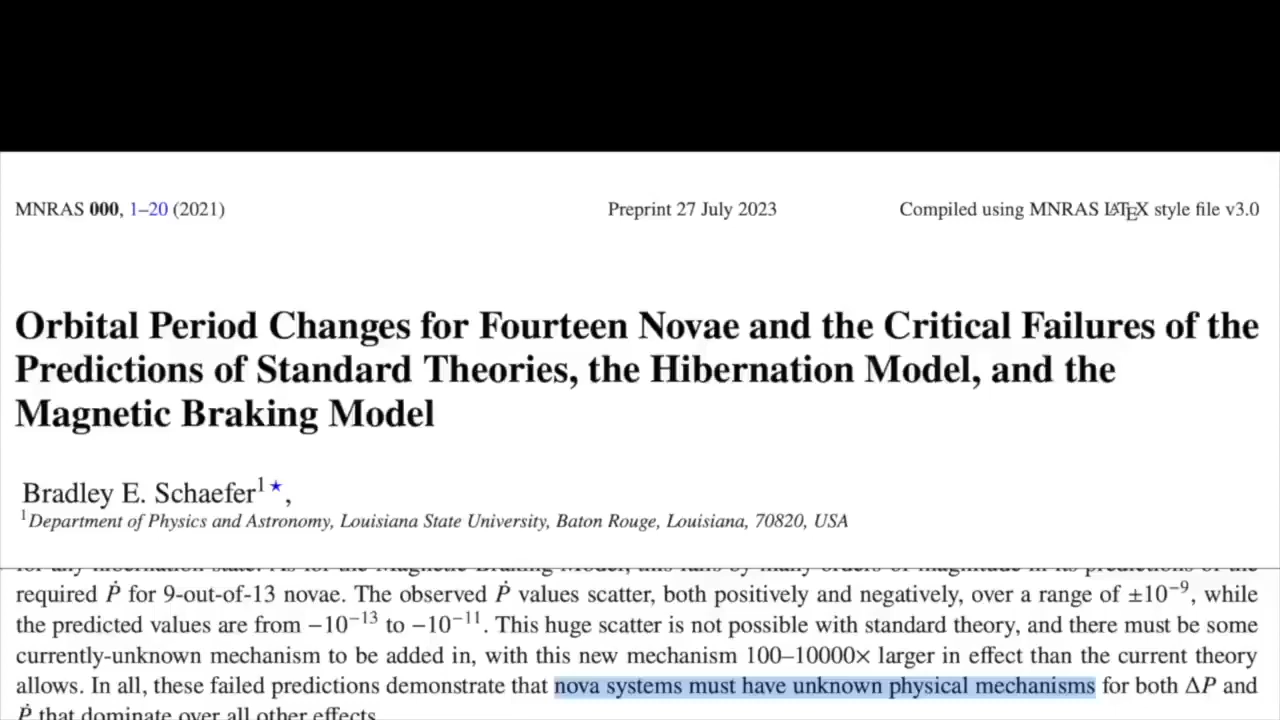 MNRAS 000, 1–20 (2021) Preprint 27 July 2023 Compiled using MNRAS LATEX style file v3.0
Orbital Period Changes for Fourteen Novae and the Critical Failures of the
Predictions of Standard Theories, the Hibernation Model, and the
Magnetic Braking Model
Bradley E. Schaefer¹★,
¹Department of Physics and Astronomy, Louisiana State University, Baton Rouge, Louisiana, 70820, USA
required Ṗ for 9-out-of-13 novae. The observed Ṗ values scatter, both positively and negatively, over a range of ±10⁻⁹, while
the predicted values are from −10⁻¹³ to −10⁻¹¹. This huge scatter is not possible with standard theory, and there must be some
currently-unknown mechanism to be added in, with this new mechanism 100–10000× larger in effect than the current theory
allows. In all, these failed predictions demonstrate that nova systems must have unknown physical mechanisms for both ΔP and
Ṗ that dominate over all other effects.